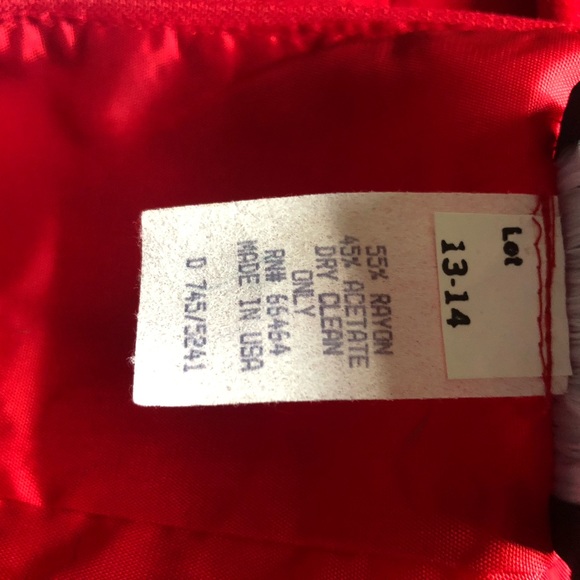 Lot
13-14
55% RAYON
45% ACETATE
DRY CLEAN
ONLY
RN# 66464
MADE IN USA
D 745/5241